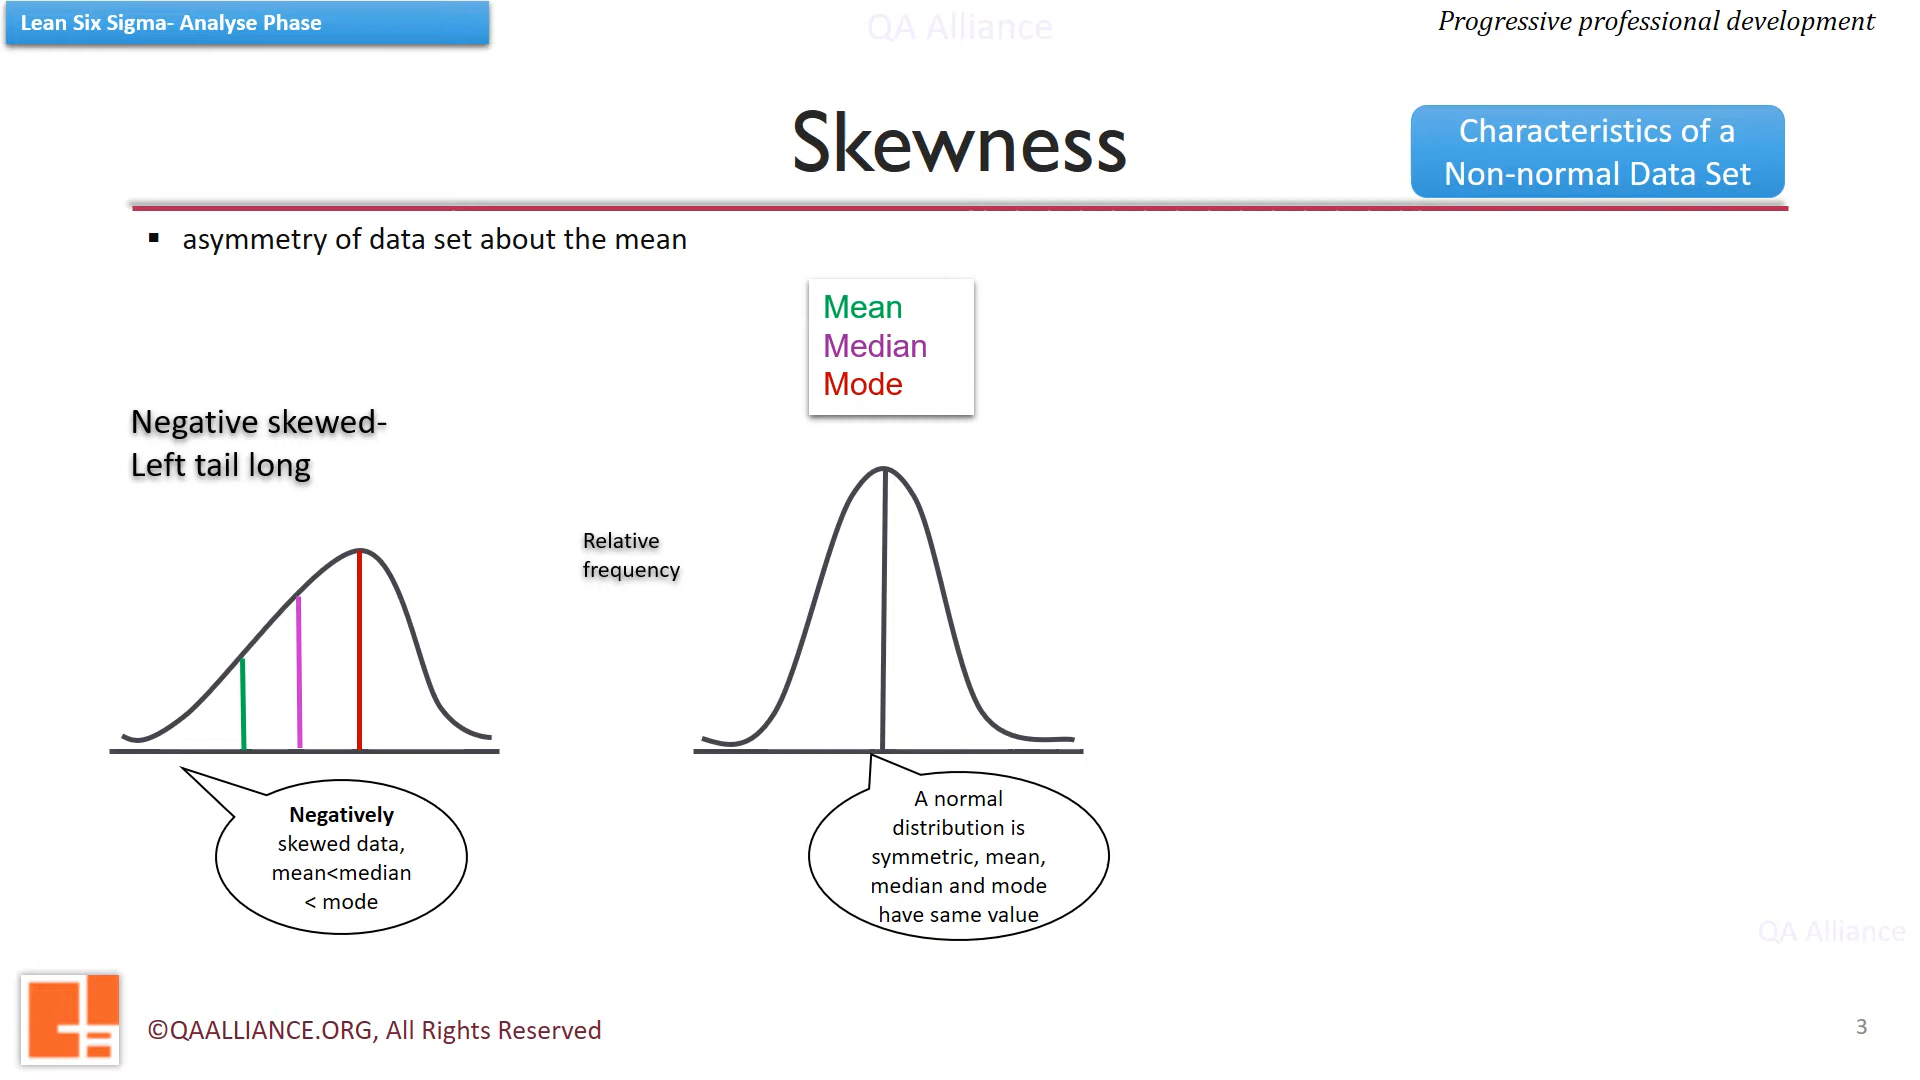 Lean Six Sigma- Analyse Phase
QA Alliance
Progressive professional development
Skewness
Characteristics of a
Non-normal Data Set
▪ asymmetry of data set about the mean
Mean
Median
Mode
Negative skewed-
Left tail long
Relative
frequency
Negatively
skewed data,
mean<median
< mode
A normal
distribution is
symmetric, mean,
median and mode
have same value
QA Alliance
©QAALLIANCE.ORG, All Rights Reserved
3